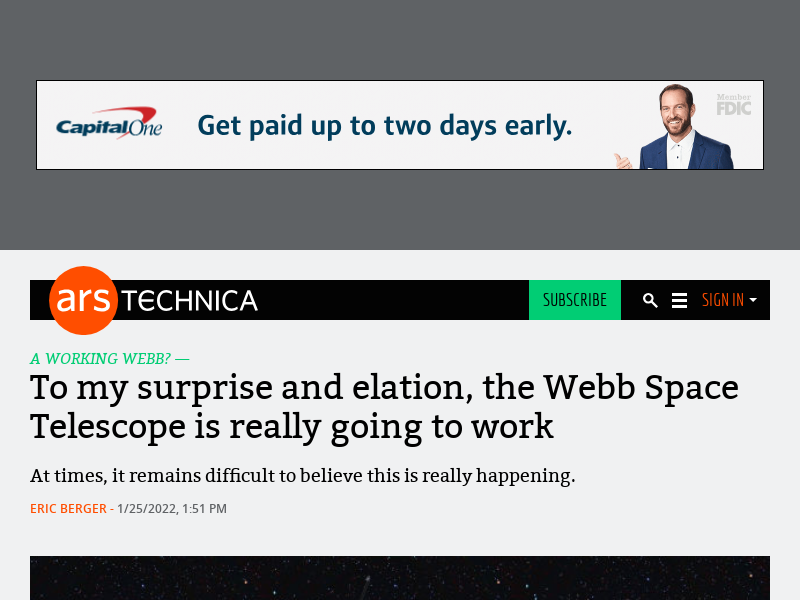 CapitalOne
Get paid up to two days early.
Member
FDIC
ars TECHNICA
SUBSCRIBE
SIGN IN
A WORKING WEBB? —
To my surprise and elation, the Webb Space
Telescope is really going to work
At times, it remains difficult to believe this is really happening.
ERIC BERGER - 1/25/2022, 1:51 PM